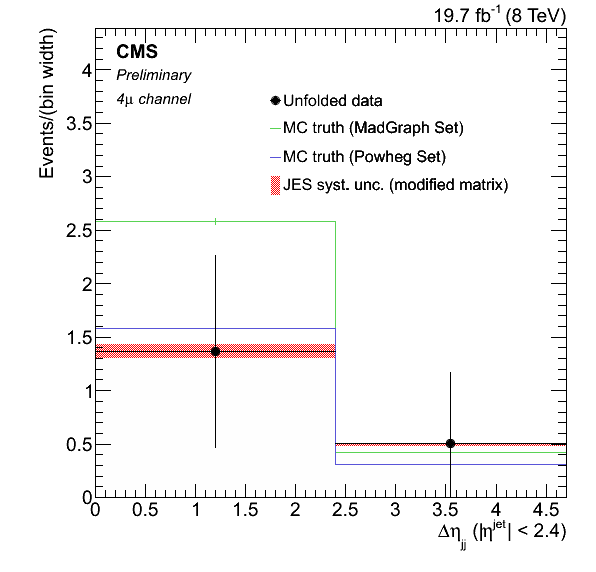 19.7 fb⁻¹ (8 TeV)
CMS
Preliminary
4μ channel
Unfolded data
MC truth (MadGraph Set)
MC truth (Powheg Set)
JES syst. unc. (modified matrix)
Events/(bin width)
4
3.5
3
2.5
2
1.5
1
0.5
0
0 0.5 1 1.5 2 2.5 3 3.5 4 4.5
Δη_jj (|η^jet| < 2.4)